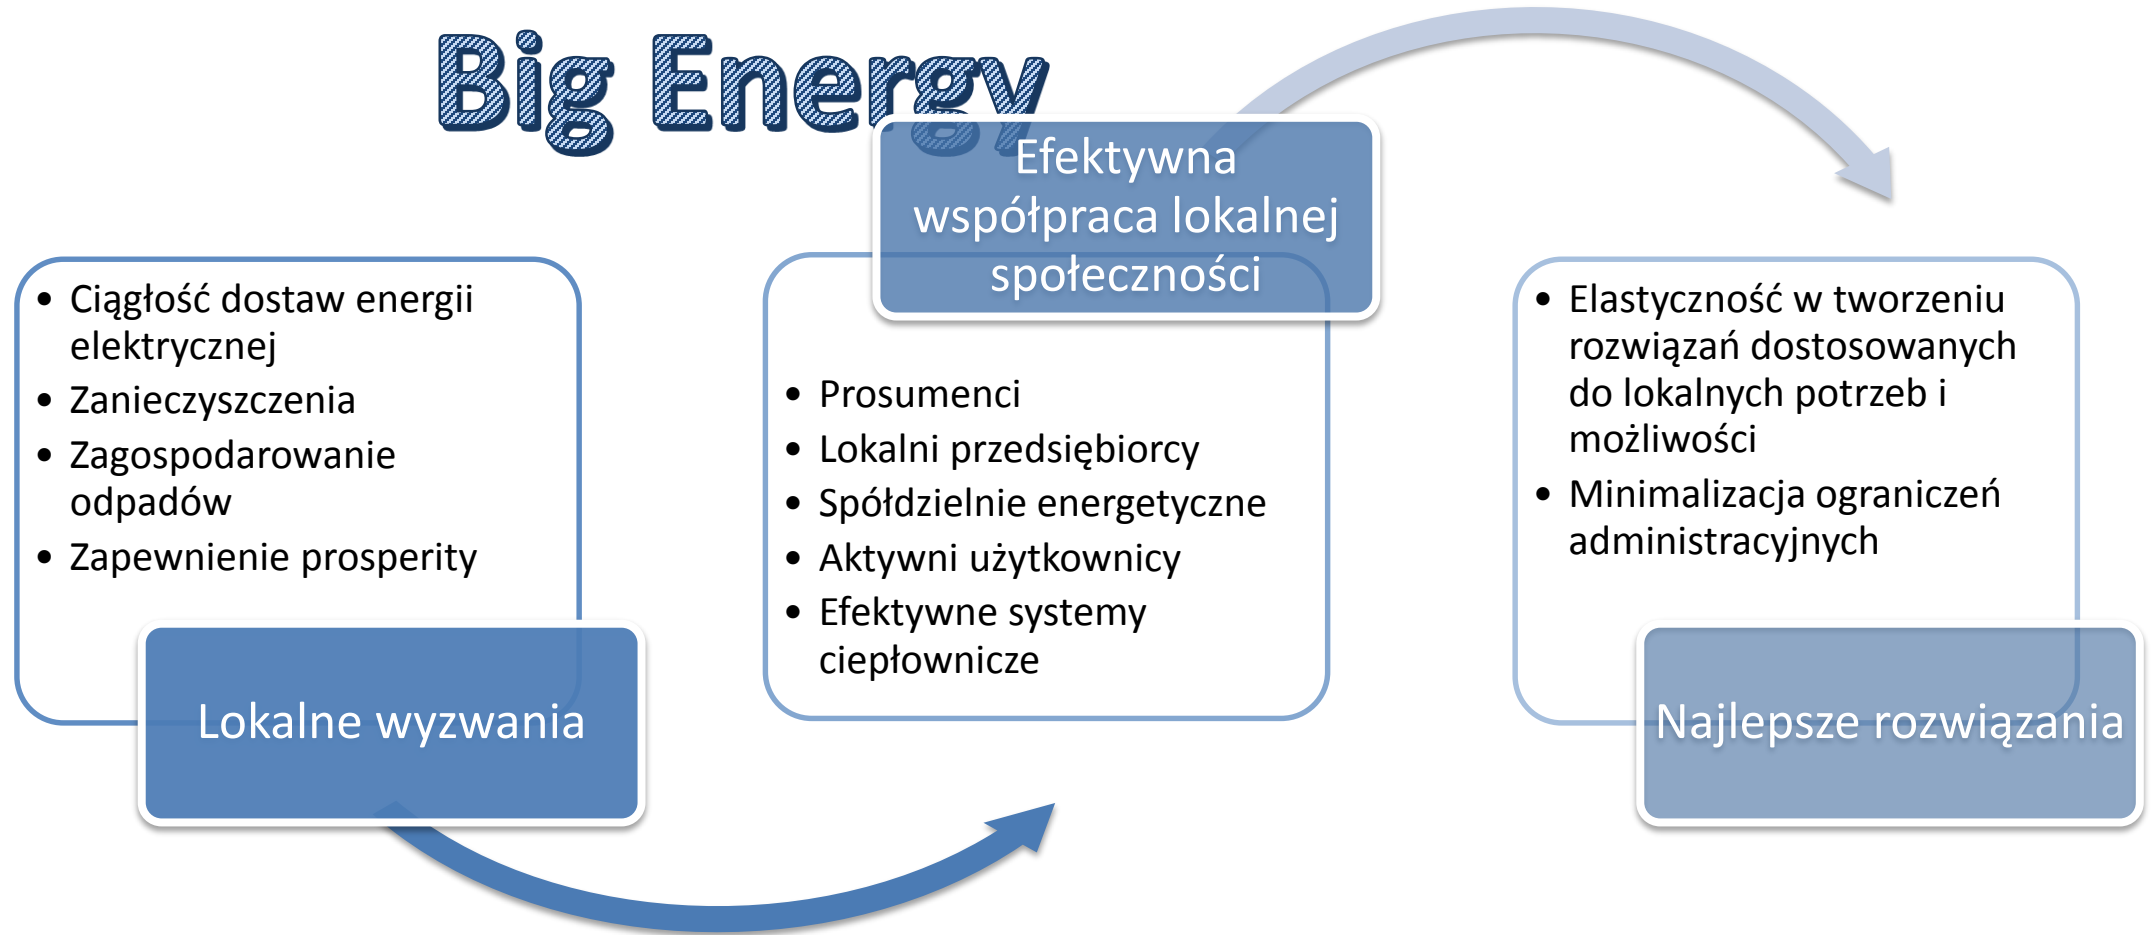 Big Energy
• Ciągłość dostaw energii
elektrycznej
• Zanieczyszczenia
• Zagospodarowanie
odpadów
• Zapewnienie prosperity
Lokalne wyzwania
Efektywna
współpraca lokalnej
społeczności
• Prosumenci
• Lokalni przedsiębiorcy
• Spółdzielnie energetyczne
• Aktywni użytkownicy
• Efektywne systemy
ciepłownicze
• Elastyczność w tworzeniu
rozwiązań dostosowanych
do lokalnych potrzeb i
możliwości
• Minimalizacja ograniczeń
administracyjnych
Najlepsze rozwiązania